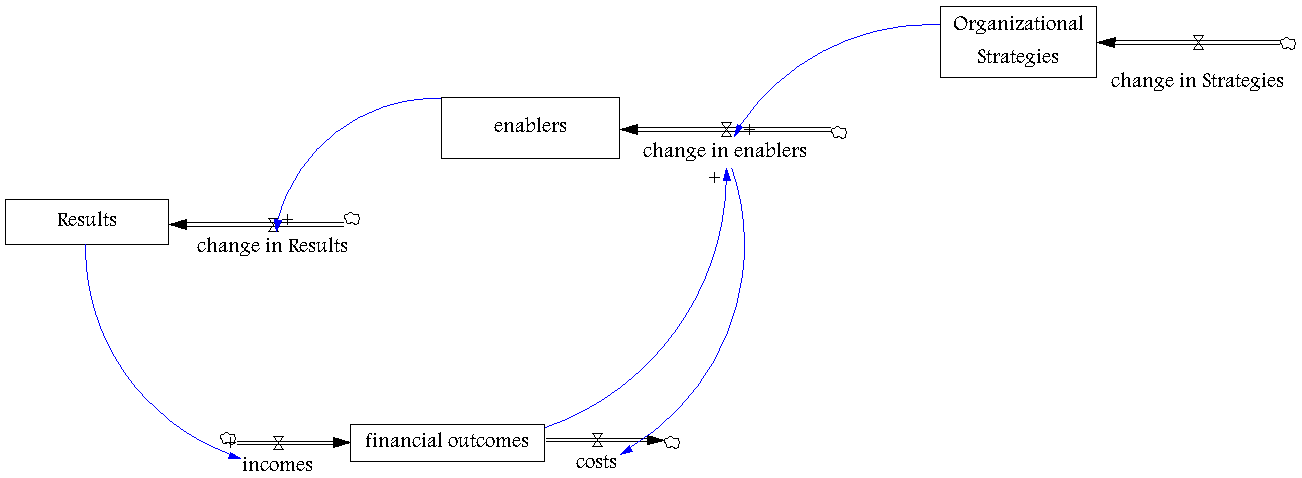 Organizational
Strategies
change in Strategies
enablers
+
change in enablers
+
Results
+
change in Results
+
incomes
financial outcomes
costs